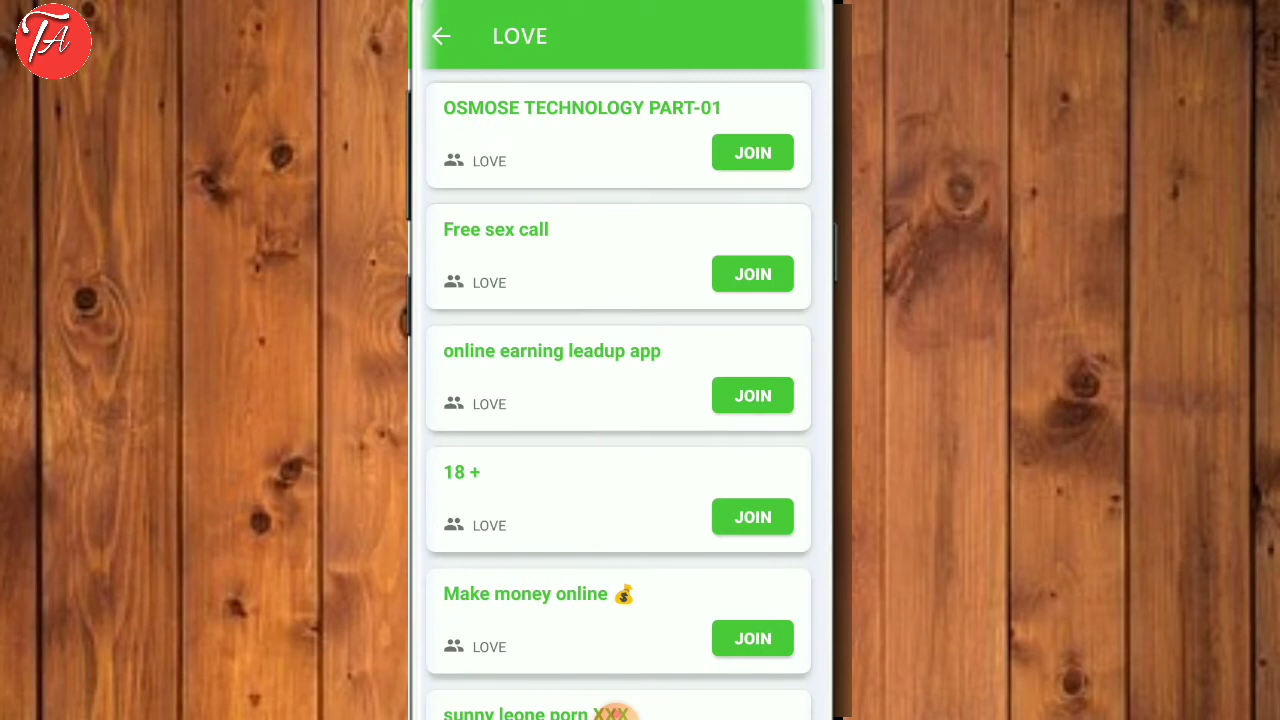 TA
LOVE
OSMOSE TECHNOLOGY PART-01
LOVE
JOIN
Free sex call
LOVE
JOIN
online earning leadup app
LOVE
JOIN
18 +
LOVE
JOIN
Make money online 💰
LOVE
JOIN
sunny leone porn XXX